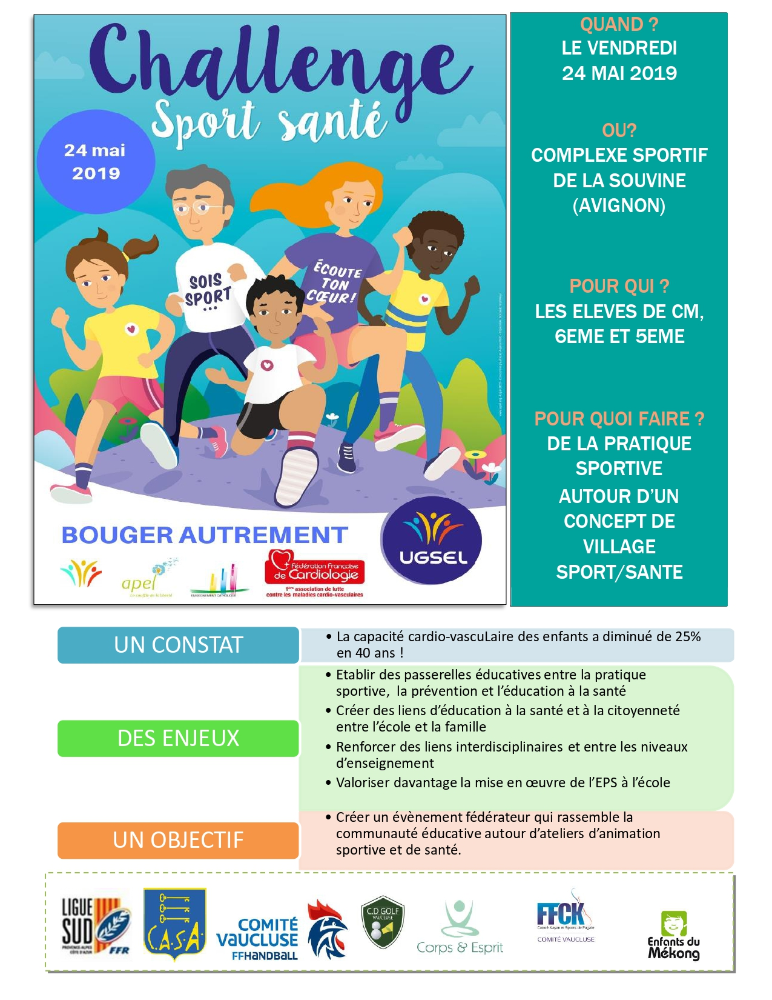 Challenge
Sport santé
24 mai
2019
SOIS
SPORT
...
ÉCOUTE
TON
CŒUR!
BOUGER AUTREMENT
UGSEL
apel
Le souffle de la liberté
ENSEIGNEMENT CATHOLIQUE
Fédération Française
de Cardiologie
1ère association de lutte
contre les maladies cardio-vasculaires
QUAND ?
LE VENDREDI
24 MAI 2019
OU?
COMPLEXE SPORTIF
DE LA SOUVINE
(AVIGNON)
POUR QUI ?
LES ELEVES DE CM,
6EME ET 5EME
POUR QUOI FAIRE ?
DE LA PRATIQUE
SPORTIVE
AUTOUR D’UN
CONCEPT DE
VILLAGE
SPORT/SANTE
UN CONSTAT
• La capacité cardio-vascuLaire des enfants a diminué de 25%
en 40 ans !
DES ENJEUX
• Etablir des passerelles éducatives entre la pratique
sportive, la prévention et l’éducation à la santé
• Créer des liens d’éducation à la santé et à la citoyenneté
entre l’école et la famille
• Renforcer des liens interdisciplinaires et entre les niveaux
d’enseignement
• Valoriser davantage la mise en œuvre de l’EPS à l’école
UN OBJECTIF
• Créer un évènement fédérateur qui rassemble la
communauté éducative autour d’ateliers d’animation
sportive et de santé.
LIGUE
SUD
PROVENCE-ALPES
CÔTE D'AZUR
FFR
C.A.S.A.
COMITÉ
VAUCLUSE
FFHANDBALL
C.D GOLF
VAUCLUSE
Corps & Esprit
FFCK
Canoë Kayak et Sports de Pagaie
COMITÉ VAUCLUSE
Enfants du
Mékong